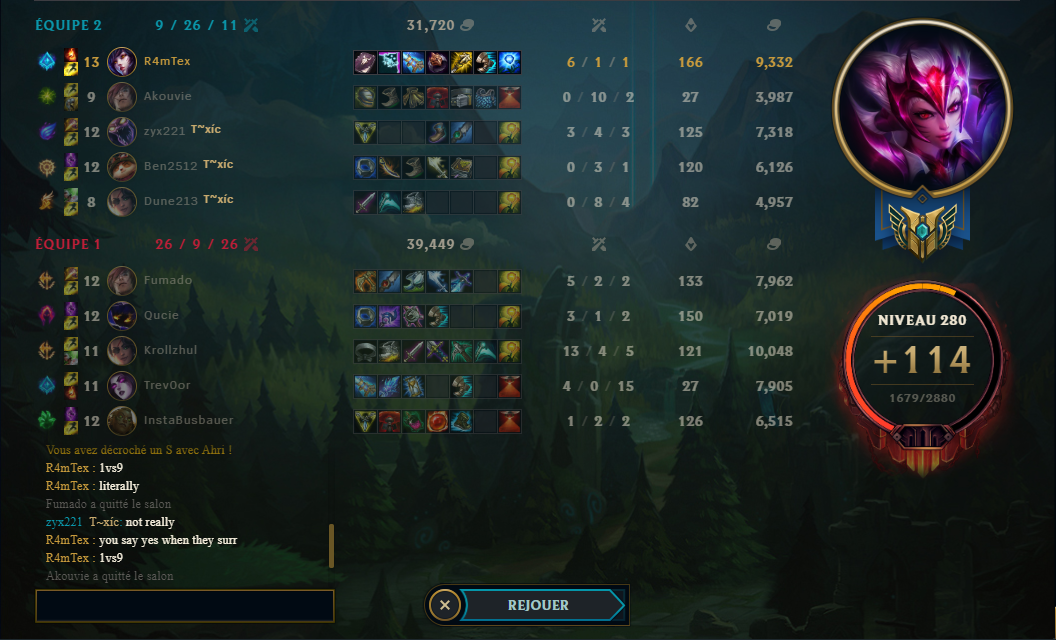 ÉQUIPE 2 9 / 26 / 11 31,720
13 R4mTex 6 / 1 / 1 166 9,332
9 Akouvie 0 / 10 / 2 27 3,987
12 zyx221 T~xíc 3 / 4 / 3 125 7,318
12 Ben2512 T~xíc 0 / 3 / 1 120 6,126
8 Dune213 T~xíc 0 / 8 / 4 82 4,957
ÉQUIPE 1 26 / 9 / 26 39,449
12 Fumado 5 / 2 / 2 133 7,962
12 Qucie 3 / 1 / 2 150 7,019
11 Krollzhul 13 / 4 / 5 121 10,048
11 Trev0or 4 / 0 / 15 27 7,905
12 InstaBusbauer 1 / 2 / 2 126 6,515
NIVEAU 280
+114
1679/2880
Vous avez décroché un S avec Ahri !
R4mTex : 1vs9
R4mTex : literally
Fumado a quitté le salon
zyx221 T~xíc: not really
R4mTex : you say yes when they surr
R4mTex : 1vs9
Akouvie a quitté le salon
REJOUER